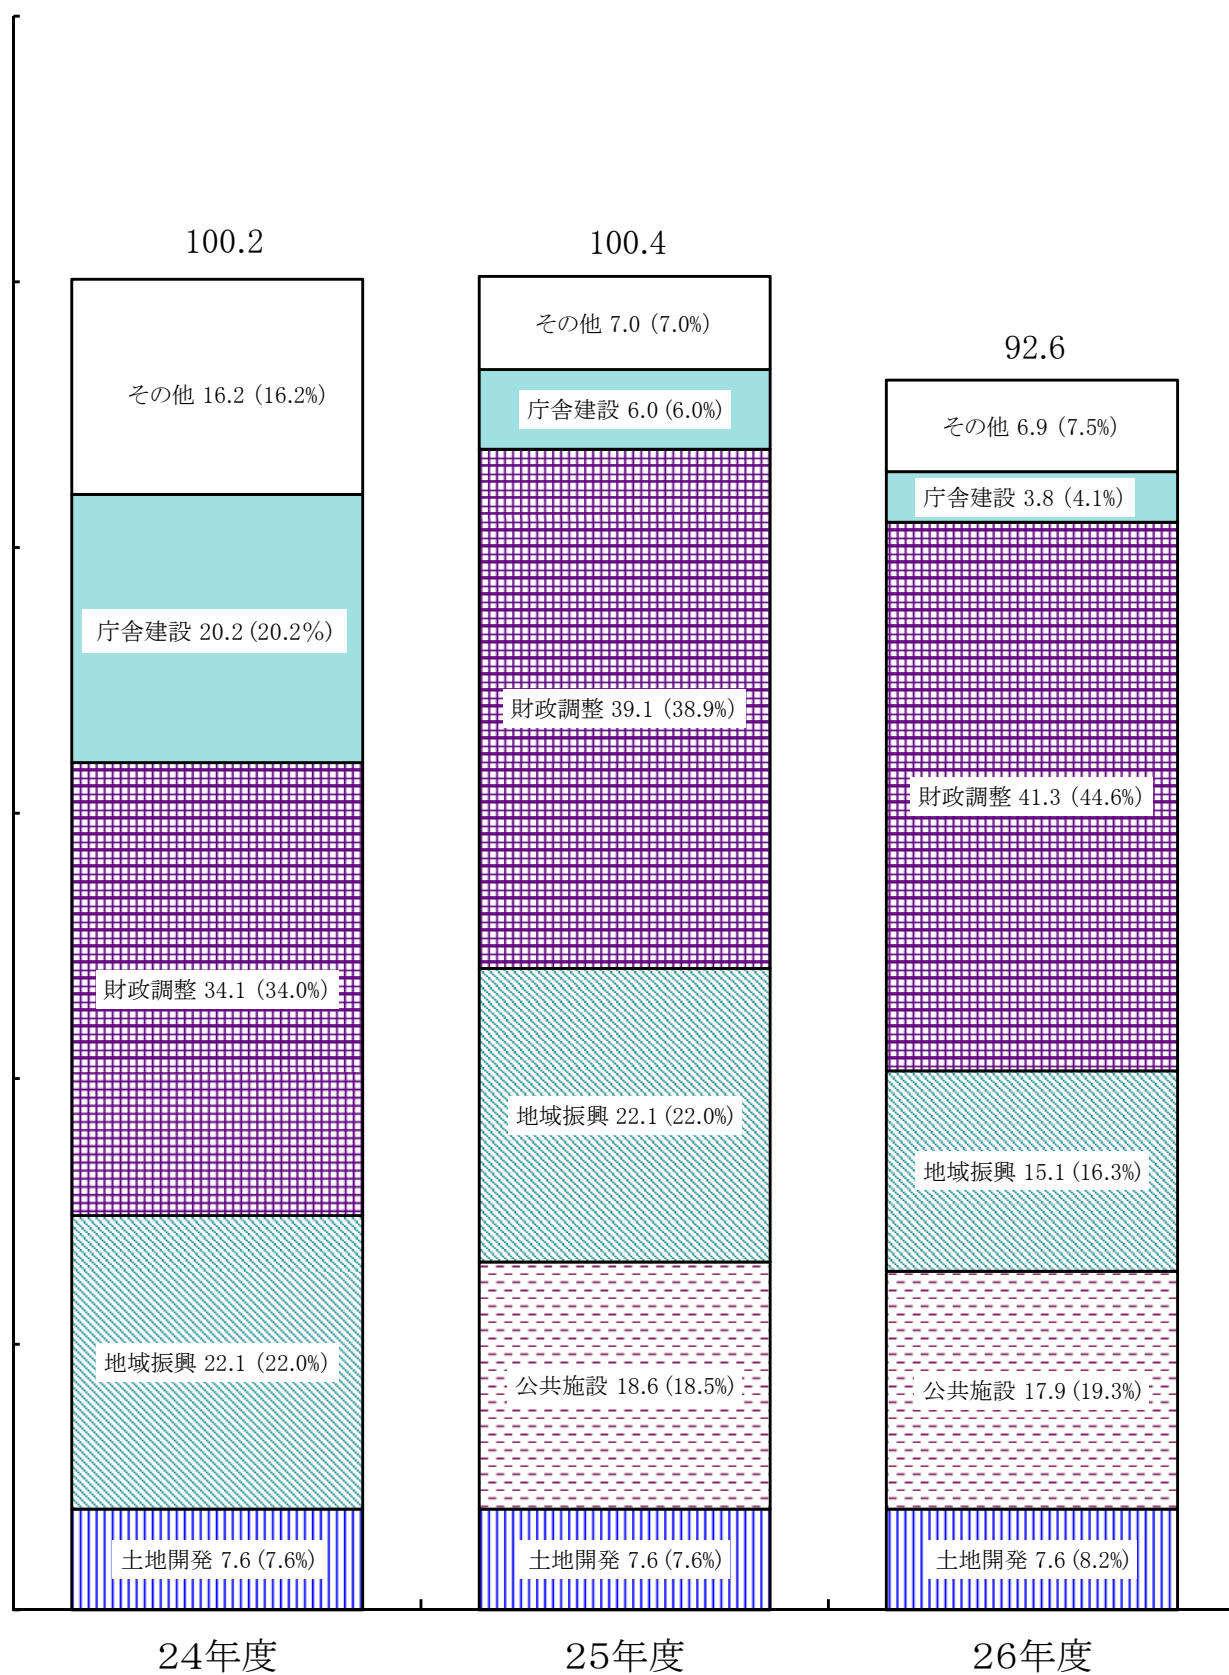 100.2
その他 16.2 (16.2%)
庁舎建設 20.2 (20.2%)
財政調整 34.1 (34.0%)
地域振興 22.1 (22.0%)
土地開発 7.6 (7.6%)
24年度
100.4
その他 7.0 (7.0%)
庁舎建設 6.0 (6.0%)
財政調整 39.1 (38.9%)
地域振興 22.1 (22.0%)
公共施設 18.6 (18.5%)
土地開発 7.6 (7.6%)
25年度
92.6
その他 6.9 (7.5%)
庁舎建設 3.8 (4.1%)
財政調整 41.3 (44.6%)
地域振興 15.1 (16.3%)
公共施設 17.9 (19.3%)
土地開発 7.6 (8.2%)
26年度